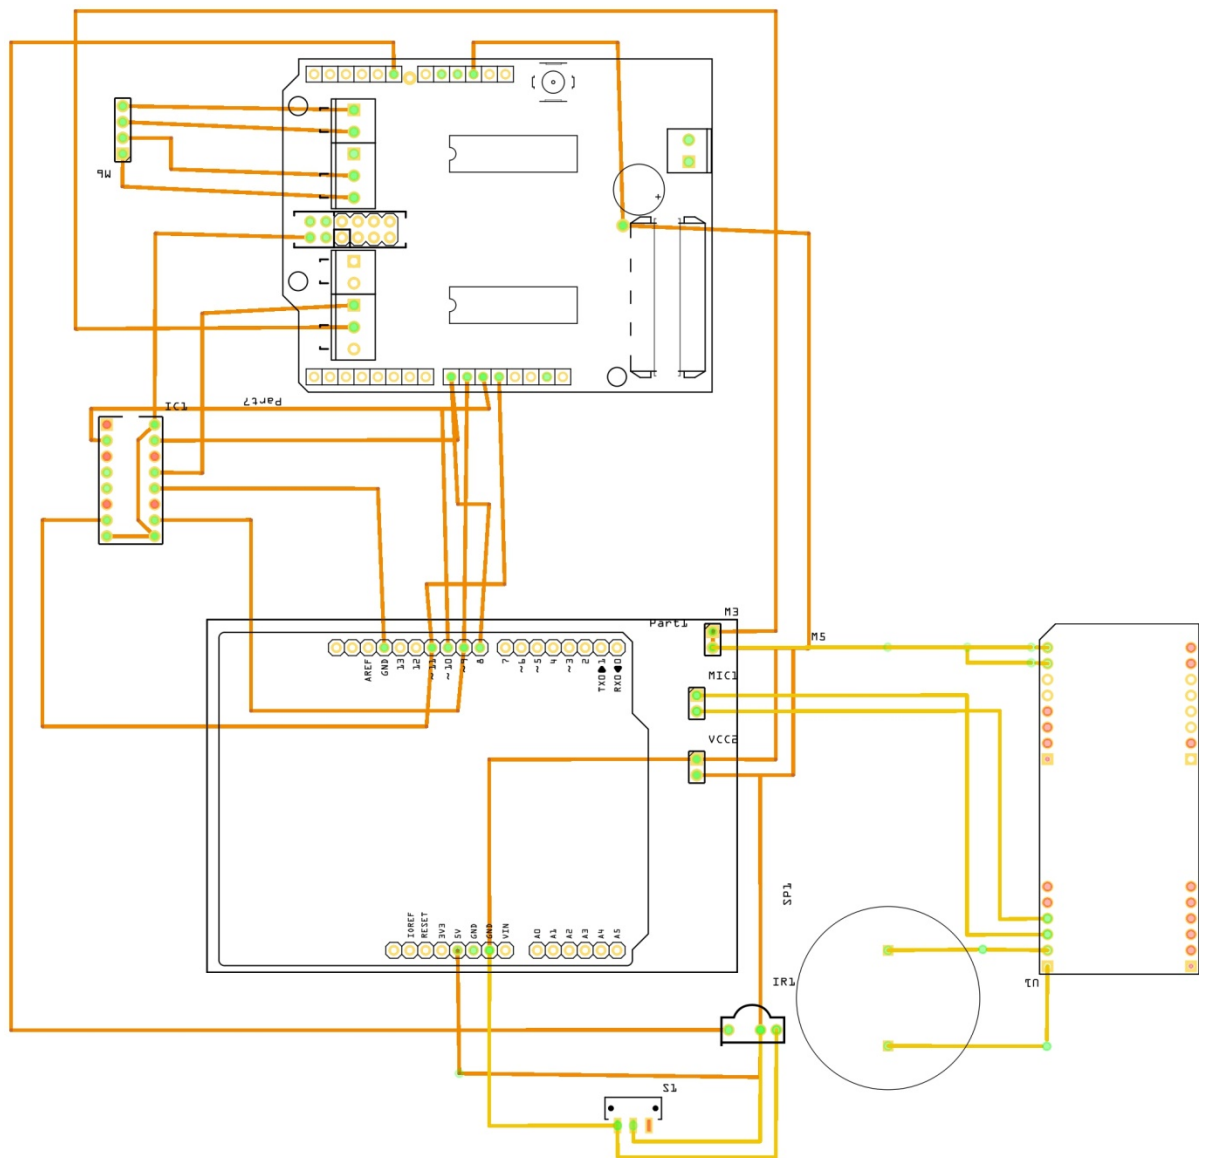 M6
+
IC1
Part7
M3
Part1
M5
AREF
GND
13
12
~11
~10
~9
8
7
~6
~5
4
~3
2
TX0▶1
RX0◀0
MIC1
VCC2
Sp1
IOREF
RESET
3V3
5V
GND
GND
VIN
A0
A1
A2
A3
A4
A5
IR1
U1
S1